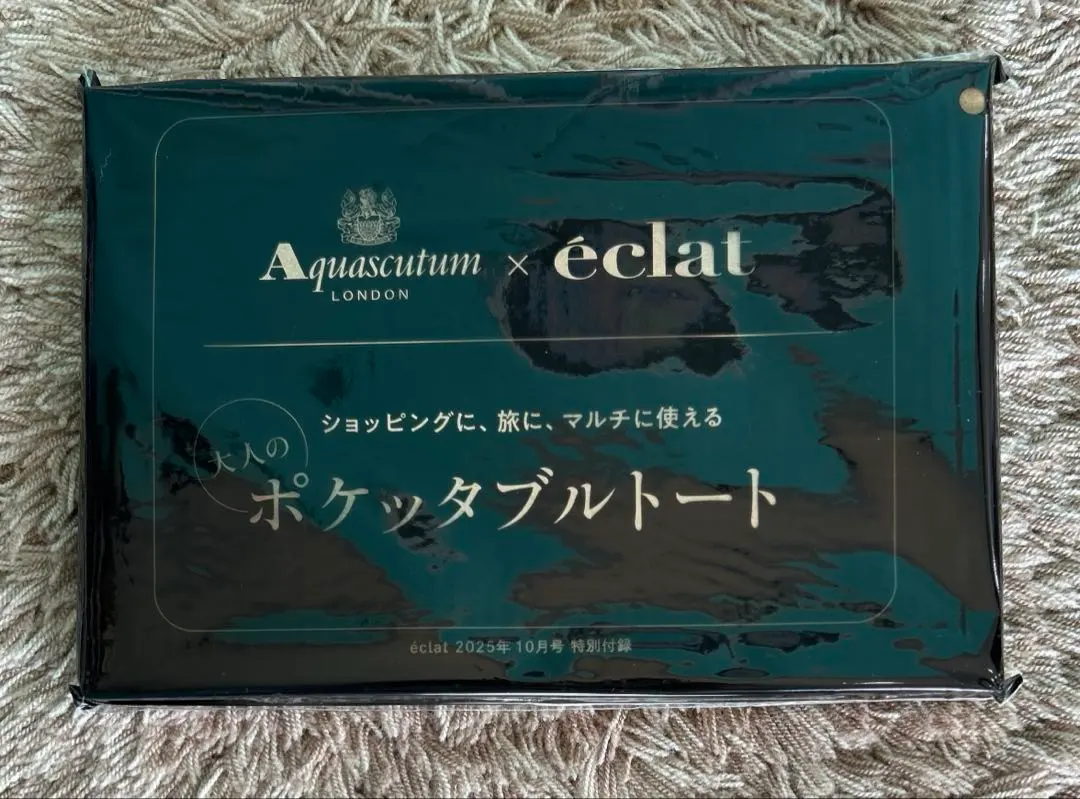 Aquascutum × éclat
LONDON
ショッピングに、旅に、マルチに使える
大人の
ポケッタブルトート
éclat 2025年 10月号 特別付録